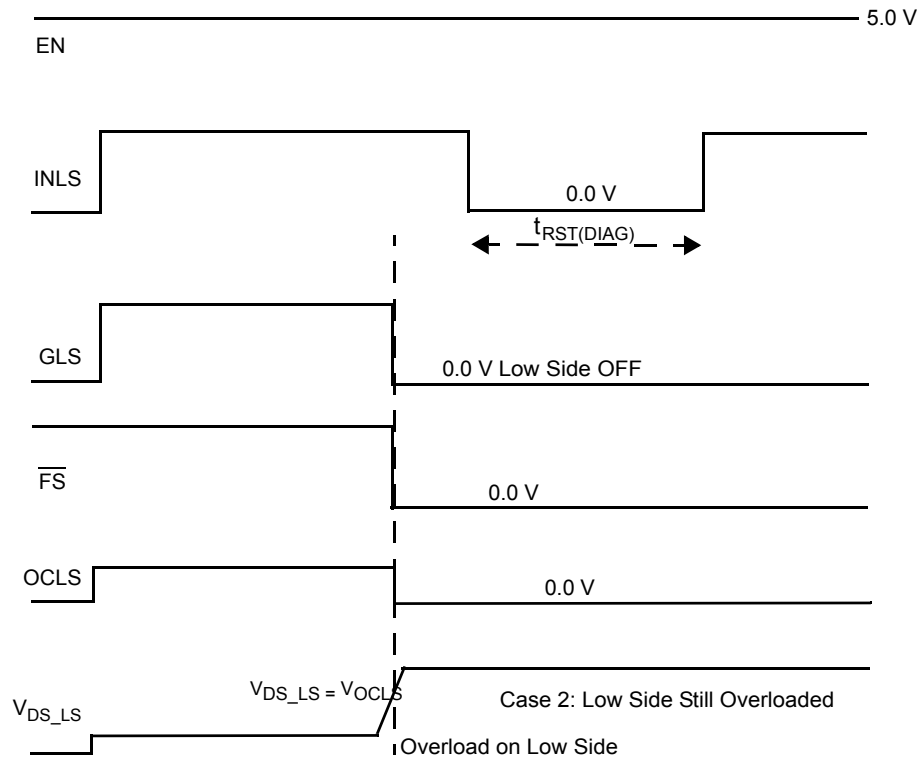 5.0 V
EN
INLS
0.0 V
tRST(DIAG)
GLS
0.0 V Low Side OFF
FS
0.0 V
OCLS
0.0 V
VDS_LS = VOCLS
Case 2: Low Side Still Overloaded
VDS_LS
Overload on Low Side